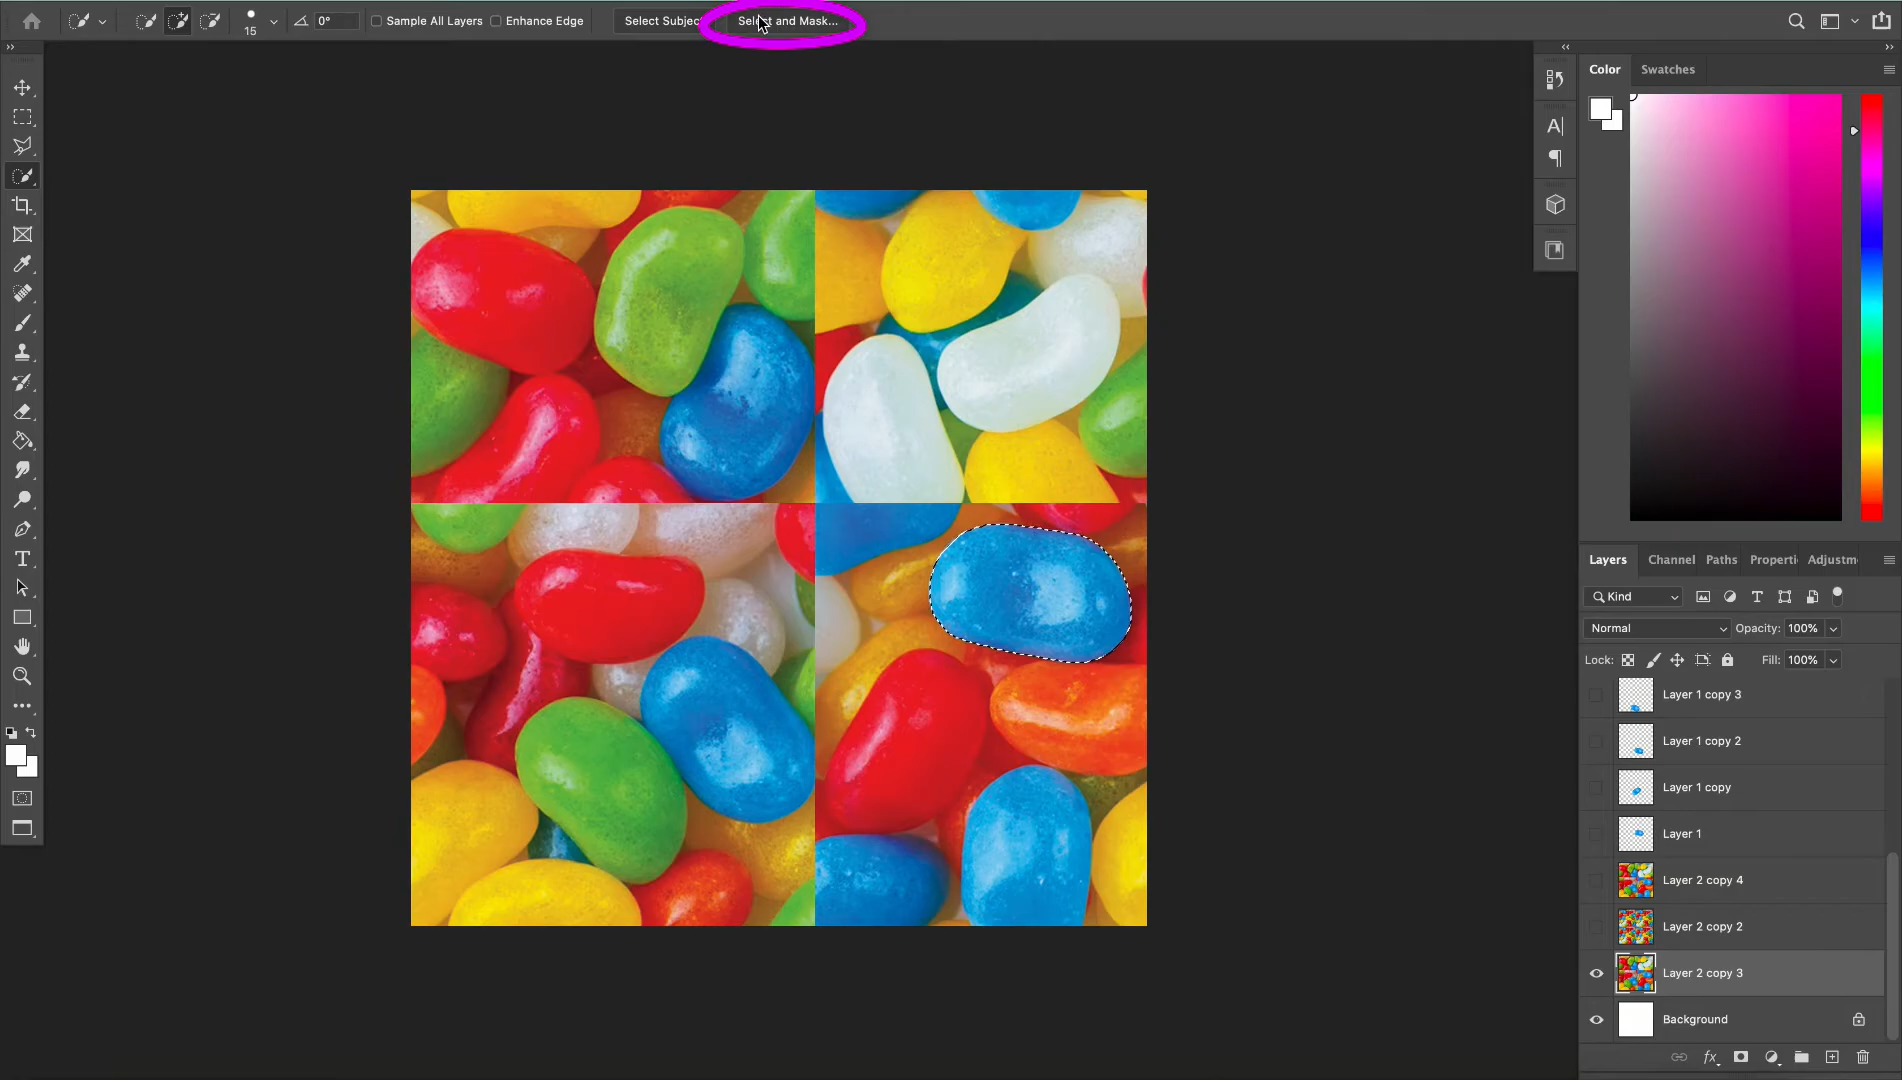 15
0°
Sample All Layers
Enhance Edge
Select Subject
Select and Mask...
Color
Swatches
Layers
Channel
Paths
Properti
Adjustm
Kind
Normal
Opacity:
100%
Lock:
Fill:
100%
Layer 1 copy 3
Layer 1 copy 2
Layer 1 copy
Layer 1
Layer 2 copy 4
Layer 2 copy 2
Layer 2 copy 3
Background
fx